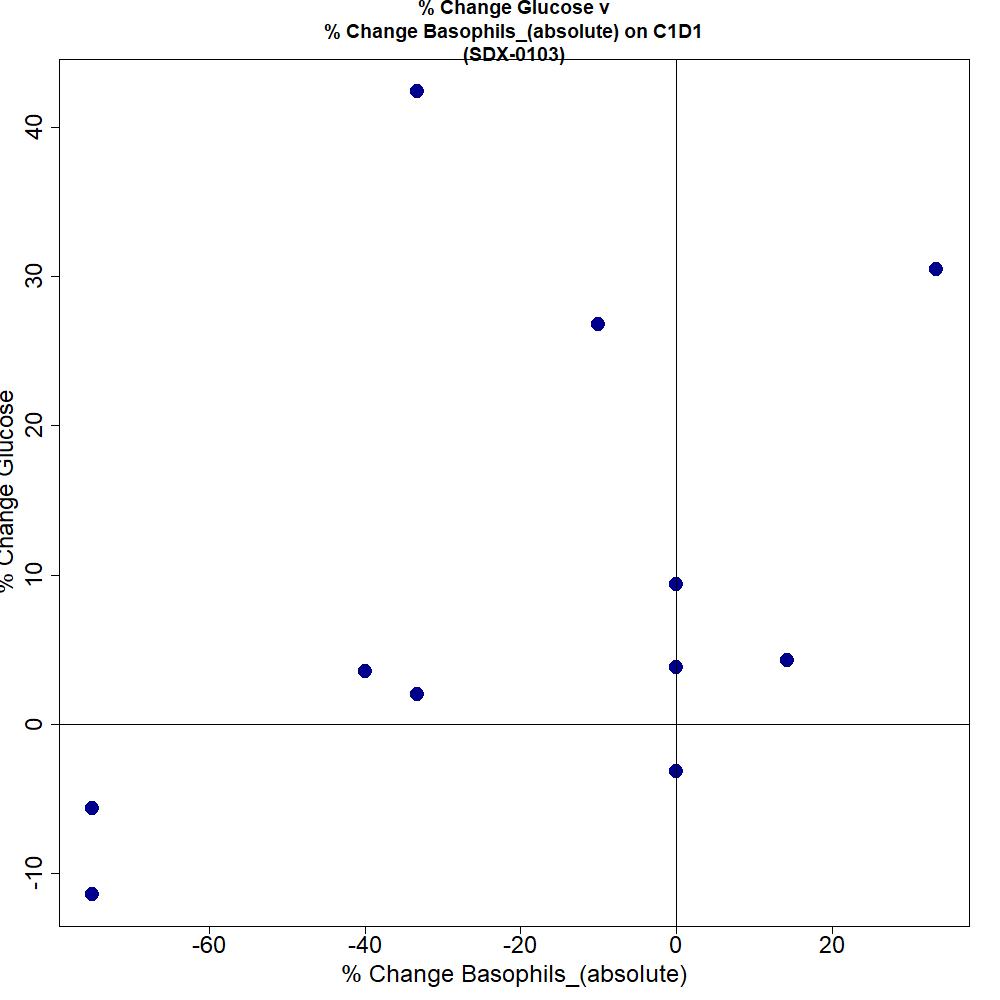 % Change Glucose v
% Change Basophils_(absolute) on C1D1
(SDX-0103)
% Change Glucose
40
30
20
10
0
-10
-60
-40
-20
0
20
% Change Basophils_(absolute)